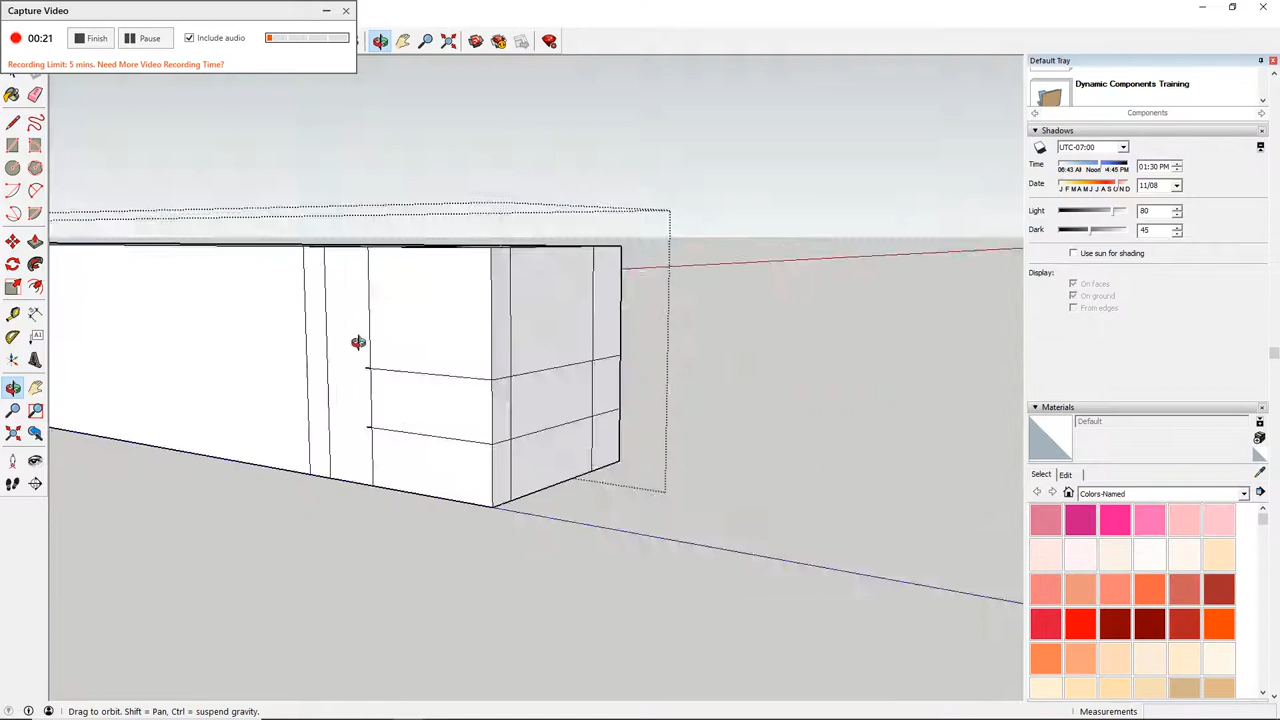 Capture Video
00:21
Finish
Pause
Include audio
Recording Limit: 5 mins. Need More Video Recording Time?
Default Tray
Dynamic Components Training
Components
Shadows
UTC-07:00
Time
06:43 AM Noon 4:45 PM
01:30 PM
Date
J F M A M J J A S O N D
11/08
Light
80
Dark
45
Use sun for shading
Display:
On faces
On ground
From edges
Materials
Default
Select
Edit
Colors-Named
A1
Drag to orbit. Shift = Pan, Ctrl = suspend gravity.
Measurements